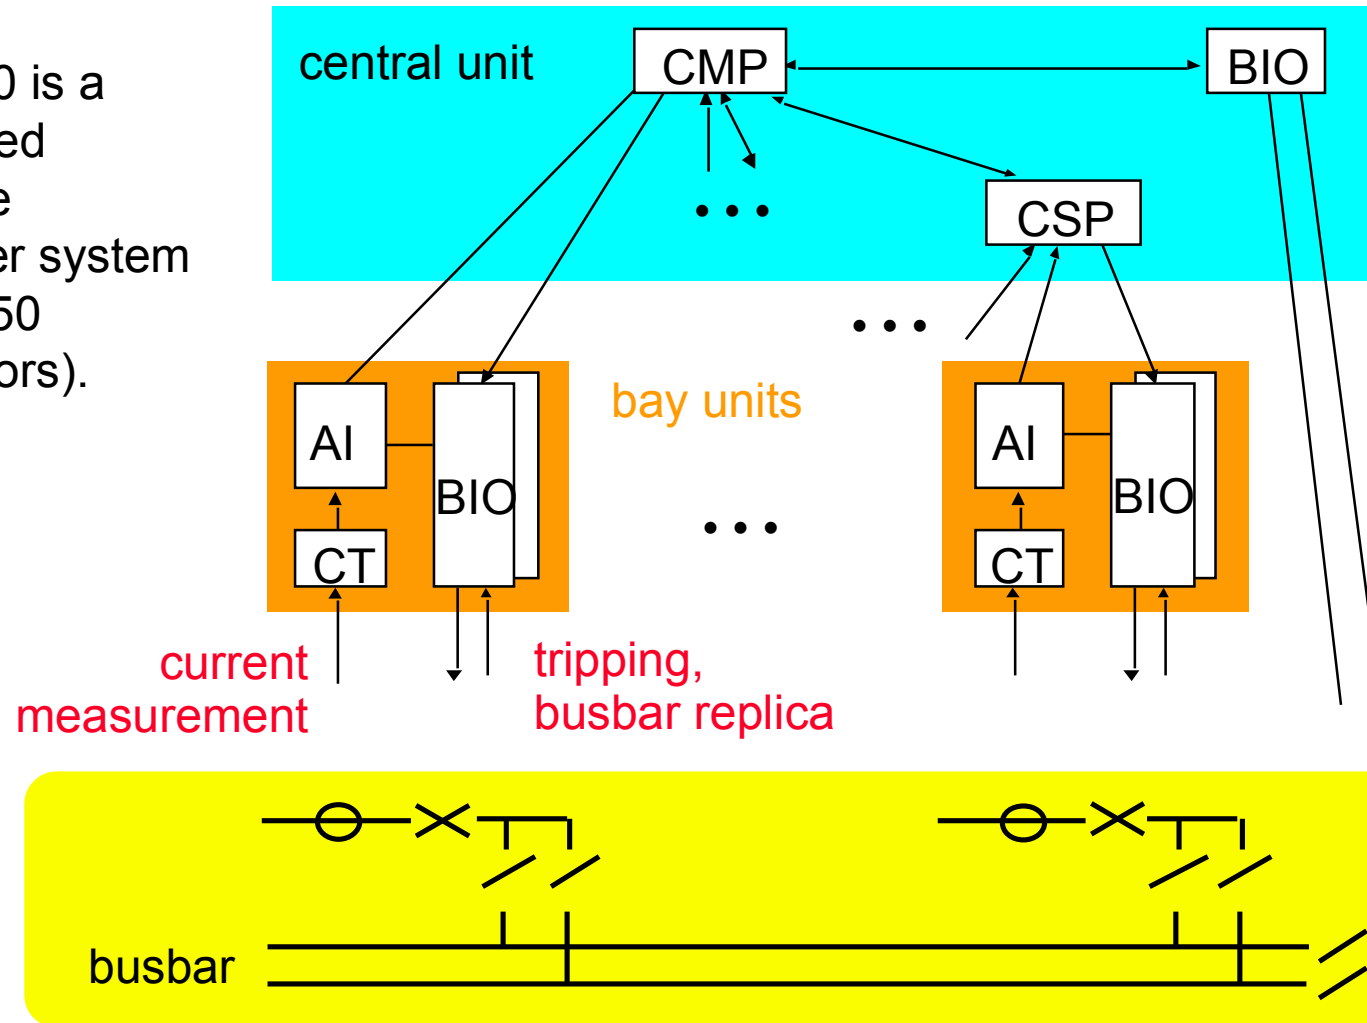 0 is a
ed
e
er system
50
ors).
central unit
CMP
BIO
• • •
CSP
• • •
bay units
AI
BIO
CT
• • •
AI
BIO
CT
current
measurement
tripping,
busbar replica
busbar